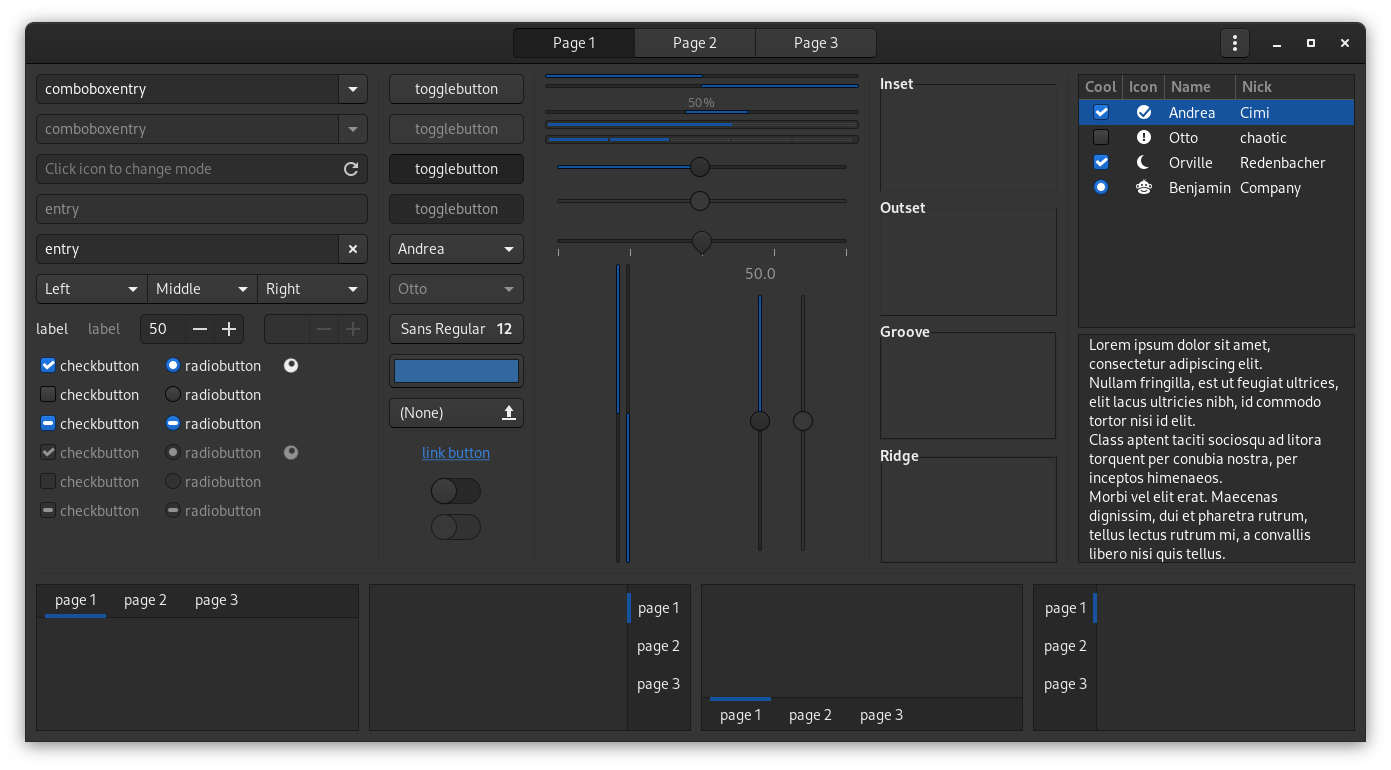 Page 1 Page 2 Page 3
comboboxentry
comboboxentry
Click icon to change mode
entry
entry
Left Middle Right
label label 50
checkbutton radiobutton
checkbutton radiobutton
checkbutton radiobutton
checkbutton radiobutton
checkbutton radiobutton
checkbutton radiobutton
togglebutton
togglebutton
togglebutton
togglebutton
Andrea
Otto
Sans Regular 12
(None)
link button
50%
50.0
Inset
Outset
Groove
Ridge
Cool Icon Name Nick
Andrea Cimi
Otto chaotic
Orville Redenbacher
Benjamin Company
Lorem ipsum dolor sit amet,
consectetur adipiscing elit.
Nullam fringilla, est ut feugiat ultrices,
elit lacus ultricies nibh, id commodo
tortor nisi id elit.
Class aptent taciti sociosqu ad litora
torquent per conubia nostra, per
inceptos himenaeos.
Morbi vel elit erat. Maecenas
dignissim, dui et pharetra rutrum,
tellus lectus rutrum mi, a convallis
libero nisi quis tellus.
page 1 page 2 page 3
page 1
page 2
page 3
page 1 page 2 page 3
page 1
page 2
page 3